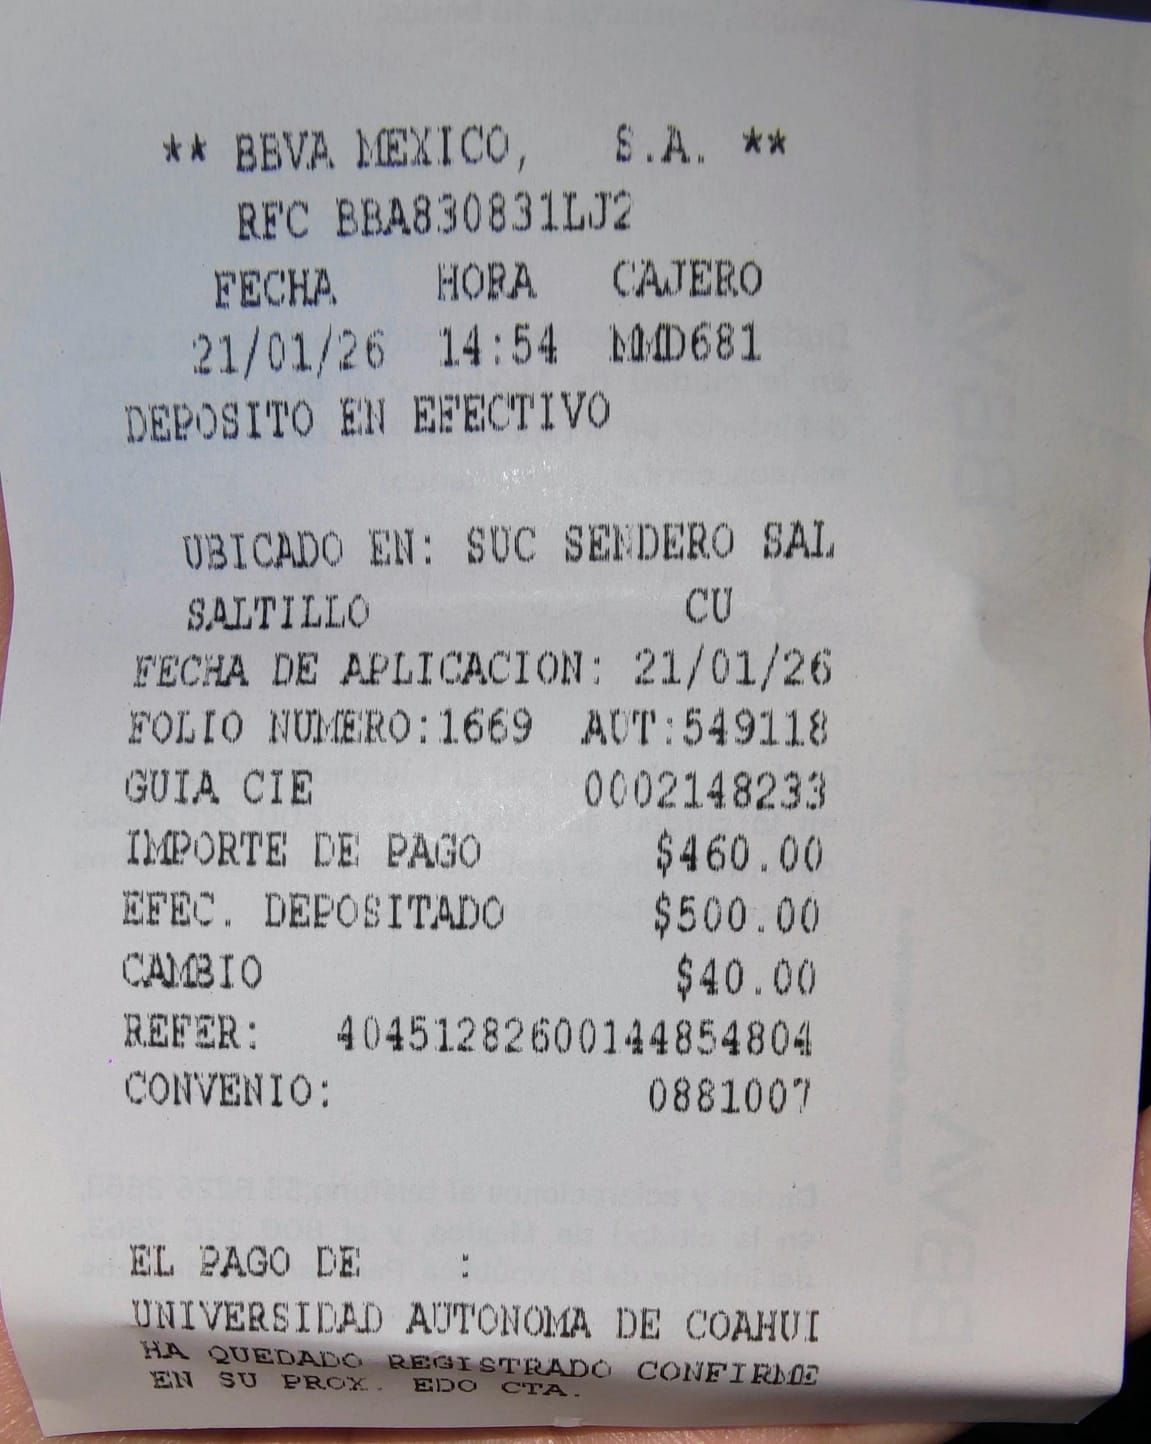 ** BBVA MEXICO, S.A. **
RFC BBA830831LJ2
FECHA HORA CAJERO
21/01/26 14:54 MMD681
DEPOSITO EN EFECTIVO
UBICADO EN: SUC SENDERO SAL
SALTILLO CU
FECHA DE APLICACION: 21/01/26
FOLIO NUMERO:1669 AUT:549118
GUIA CIE 0002148233
IMPORTE DE PAGO $460.00
EFEC. DEPOSITADO $500.00
CAMBIO $40.00
REFER: 40451282600144854804
CONVENIO: 0881007
EL PAGO DE :
UNIVERSIDAD AUTONOMA DE COAHUI
HA QUEDADO REGISTRADO CONFIRME
EN SU PROX. EDO CTA.